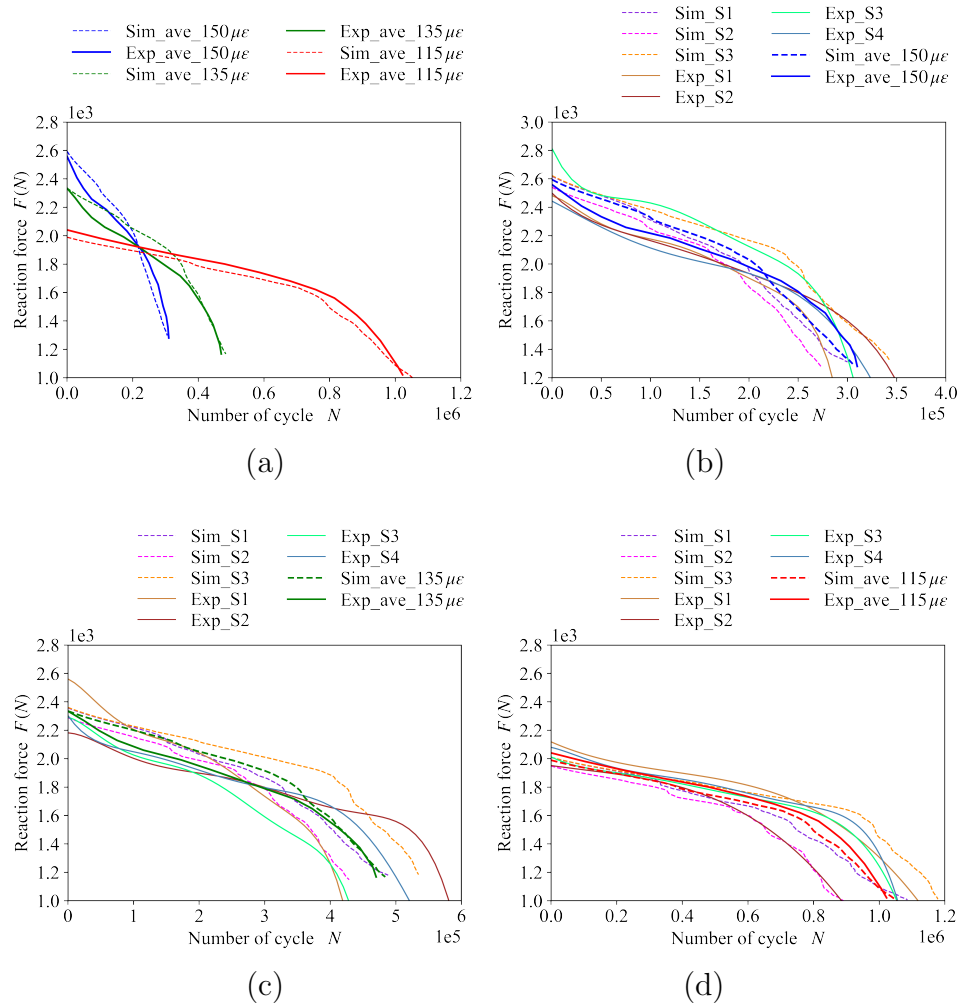 Sim_ave_150με Exp_ave_135με
Exp_ave_150με Sim_ave_115με
Sim_ave_135με Exp_ave_115με
1e3
2.8
2.6
2.4
2.2
2.0
1.8
1.6
1.4
1.2
1.0
Reaction force F(N)
0.0 0.2 0.4 0.6 0.8 1.0 1.2
Number of cycle N
1e6
(a)
Sim_S1 Exp_S3
Sim_S2 Exp_S4
Sim_S3 Sim_ave_150με
Exp_S1 Exp_ave_150με
Exp_S2
1e3
3.0
2.8
2.6
2.4
2.2
2.0
1.8
1.6
1.4
1.2
Reaction force F(N)
0.0 0.5 1.0 1.5 2.0 2.5 3.0 3.5 4.0
Number of cycle N
1e5
(b)
Sim_S1 Exp_S3
Sim_S2 Exp_S4
Sim_S3 Sim_ave_135με
Exp_S1 Exp_ave_135με
Exp_S2
1e3
2.8
2.6
2.4
2.2
2.0
1.8
1.6
1.4
1.2
1.0
Reaction force F(N)
0 1 2 3 4 5 6
Number of cycle N
1e5
(c)
Sim_S1 Exp_S3
Sim_S2 Exp_S4
Sim_S3 Sim_ave_115με
Exp_S1 Exp_ave_115με
Exp_S2
1e3
2.8
2.6
2.4
2.2
2.0
1.8
1.6
1.4
1.2
1.0
Reaction force F(N)
0.0 0.2 0.4 0.6 0.8 1.0 1.2
Number of cycle N
1e6
(d)